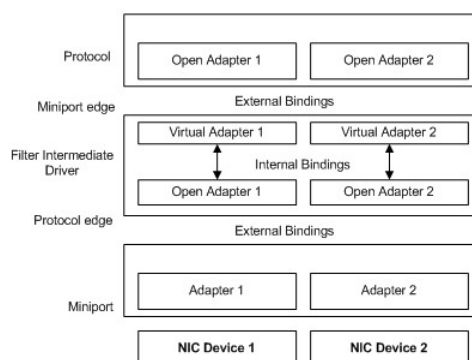 Protocol
Open Adapter 1
Open Adapter 2
Miniport edge
External Bindings
Virtual Adapter 1
Virtual Adapter 2
Filter Intermediate
Driver
Internal Bindings
Open Adapter 1
Open Adapter 2
Protocol edge
External Bindings
Adapter 1
Adapter 2
Miniport
NIC Device 1
NIC Device 2